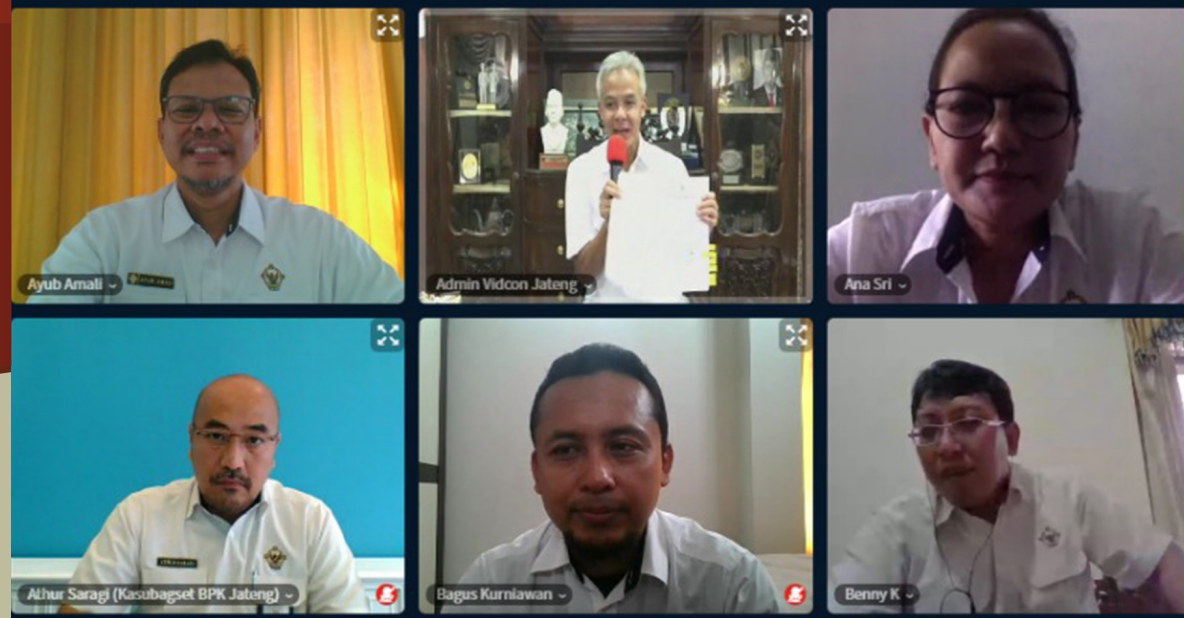 Ayub Amali
Admin Vidcon Jateng
Ana Sri
Athur Saragi (Kasubagset BPK Jateng)
Bagus Kurniawan
Benny K